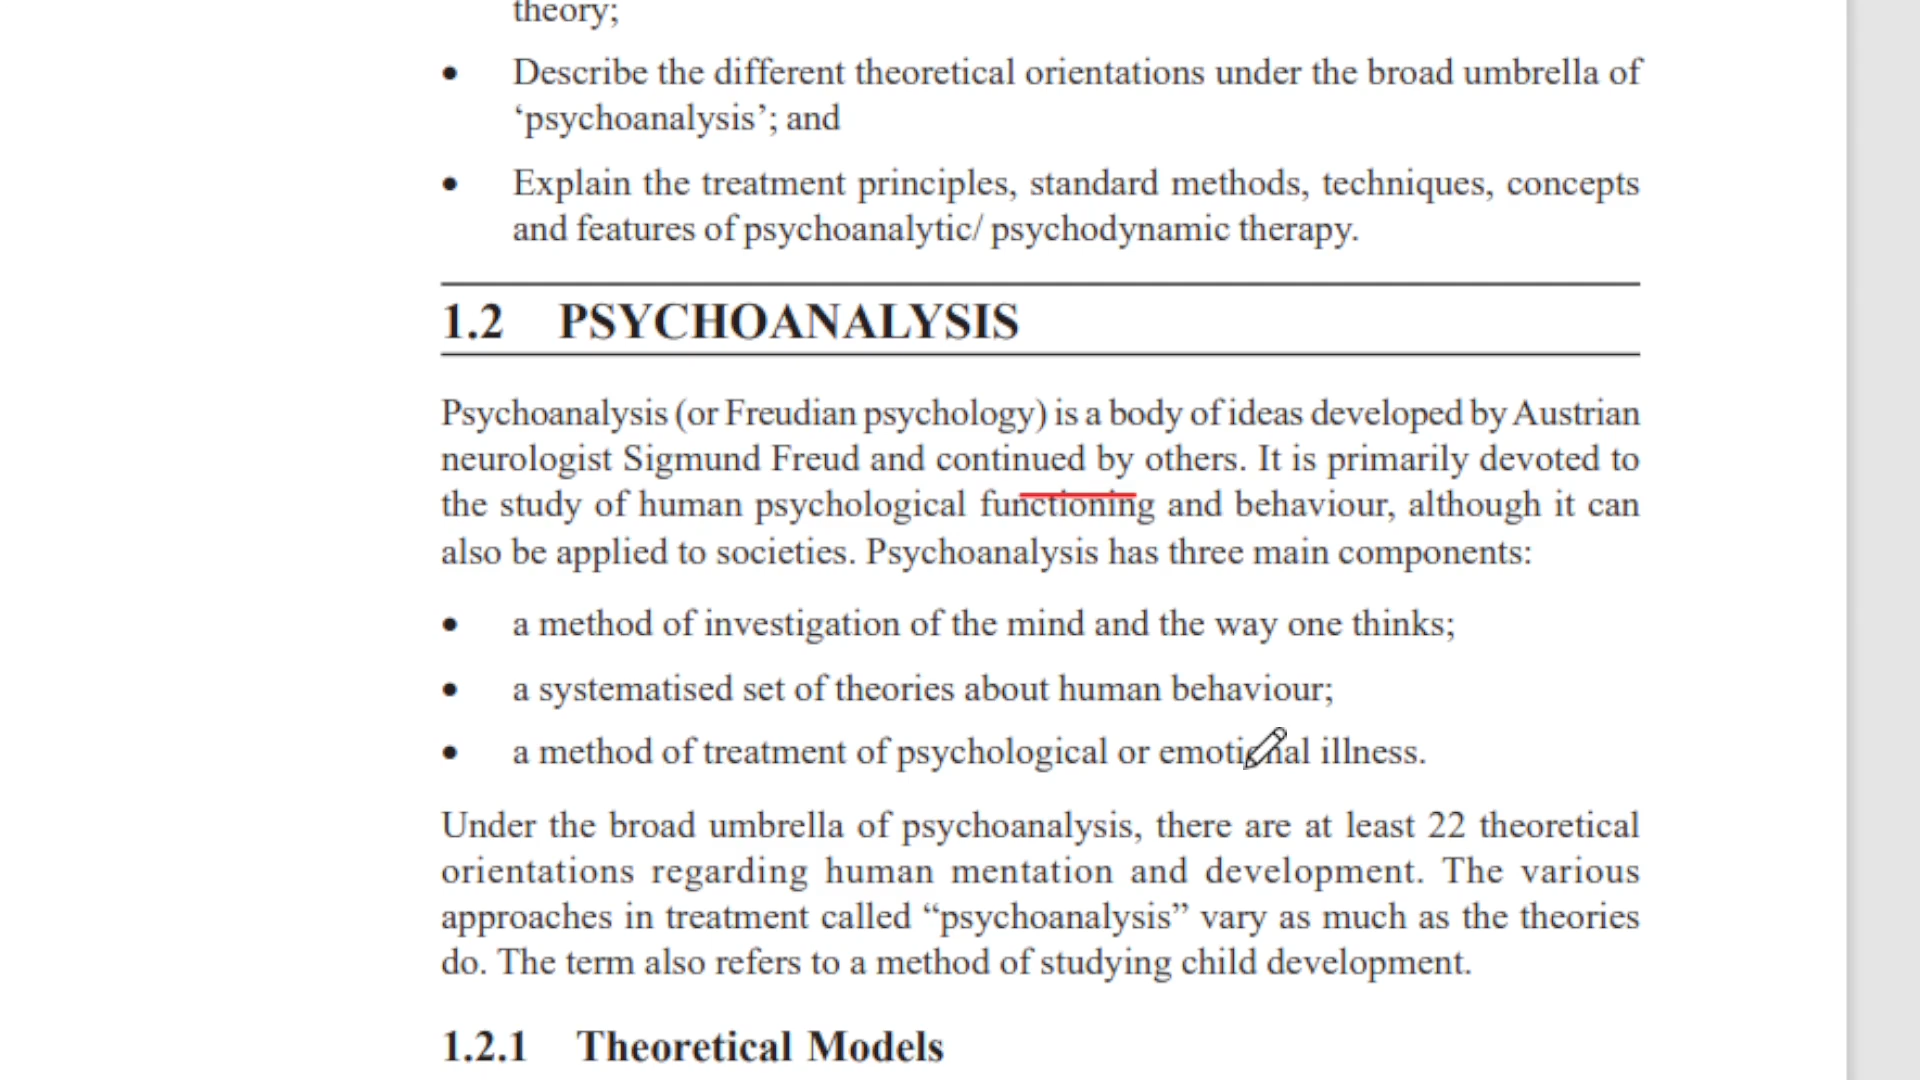 theory;
• Describe the different theoretical orientations under the broad umbrella of
‘psychoanalysis’; and
• Explain the treatment principles, standard methods, techniques, concepts
and features of psychoanalytic/ psychodynamic therapy.
1.2 PSYCHOANALYSIS
Psychoanalysis (or Freudian psychology) is a body of ideas developed by Austrian
neurologist Sigmund Freud and continued by others. It is primarily devoted to
the study of human psychological functioning and behaviour, although it can
also be applied to societies. Psychoanalysis has three main components:
• a method of investigation of the mind and the way one thinks;
• a systematised set of theories about human behaviour;
• a method of treatment of psychological or emotional illness.
Under the broad umbrella of psychoanalysis, there are at least 22 theoretical
orientations regarding human mentation and development. The various
approaches in treatment called “psychoanalysis” vary as much as the theories
do. The term also refers to a method of studying child development.
1.2.1 Theoretical Models